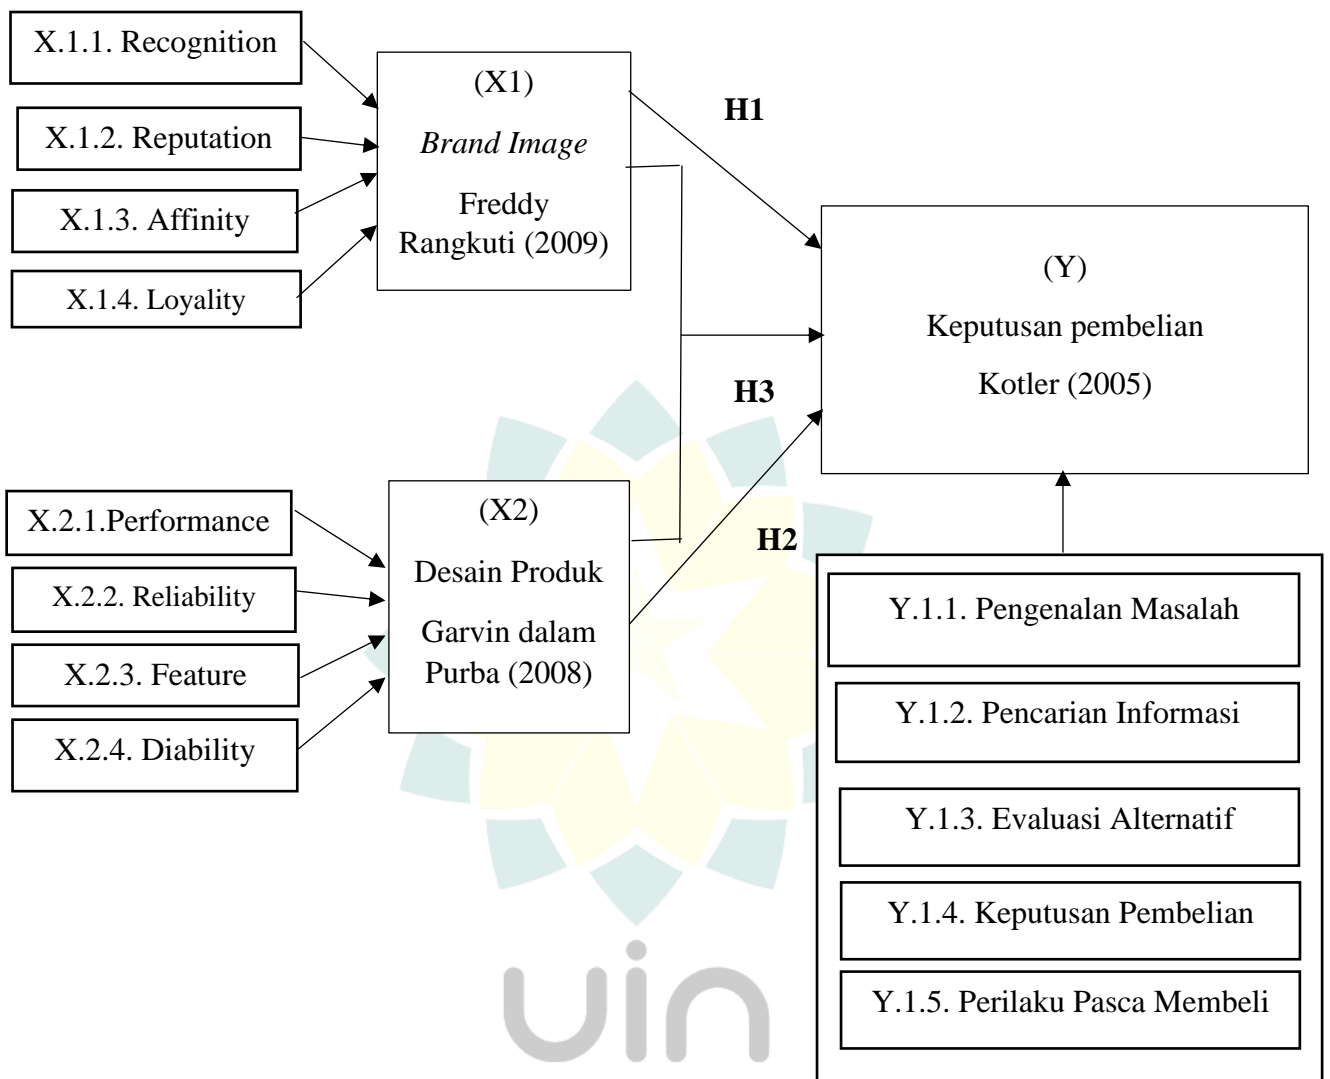 X.1.1. Recognition
X.1.2. Reputation
X.1.3. Affinity
X.1.4. Loyality
(X1)
Brand Image
Freddy
Rangkuti (2009)
H1
(Y)
Keputusan pembelian
Kotler (2005)
H3
H2
X.2.1.Performance
X.2.2. Reliability
X.2.3. Feature
X.2.4. Diability
(X2)
Desain Produk
Garvin dalam
Purba (2008)
Y.1.1. Pengenalan Masalah
Y.1.2. Pencarian Informasi
Y.1.3. Evaluasi Alternatif
Y.1.4. Keputusan Pembelian
Y.1.5. Perilaku Pasca Membeli
uin